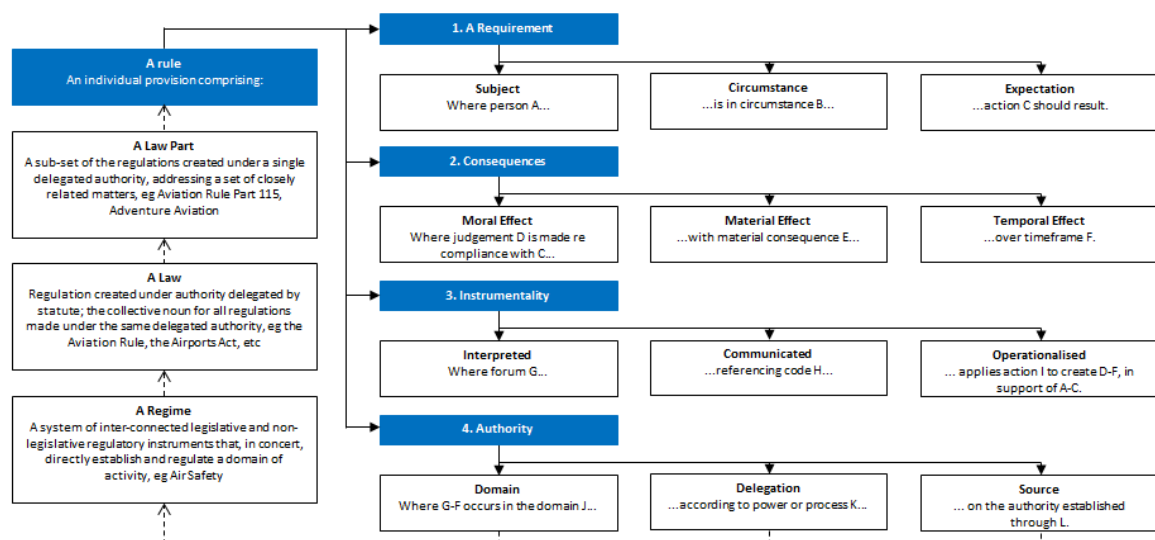 A rule
An individual provision comprising:
A Law Part
A sub-set of the regulations created under a single
delegated authority, addressing a set of closely
related matters, eg Aviation Rule Part 115,
Adventure Aviation
A Law
Regulation created under authority delegated by
statute; the collective noun for all regulations
made under the same delegated authority, eg the
Aviation Rule, the Airports Act, etc
A Regime
A system of inter-connected legislative and non-
legislative regulatory instruments that, in concert,
directly establish and regulate a domain of
activity, eg Air Safety
1. A Requirement
Subject
Where person A...
Circumstance
...is in circumstance B...
Expectation
...action C should result.
2. Consequences
Moral Effect
Where judgement D is made re
compliance with C...
Material Effect
...with material consequence E...
Temporal Effect
...over timeframe F.
3. Instrumentality
Interpreted
Where forum G...
Communicated
...referencing code H...
Operationalised
... applies action I to create D-F, in
support of A-C.
4. Authority
Domain
Where G-F occurs in the domain J...
Delegation
...according to power or process K...
Source
... on the authority established
through L.